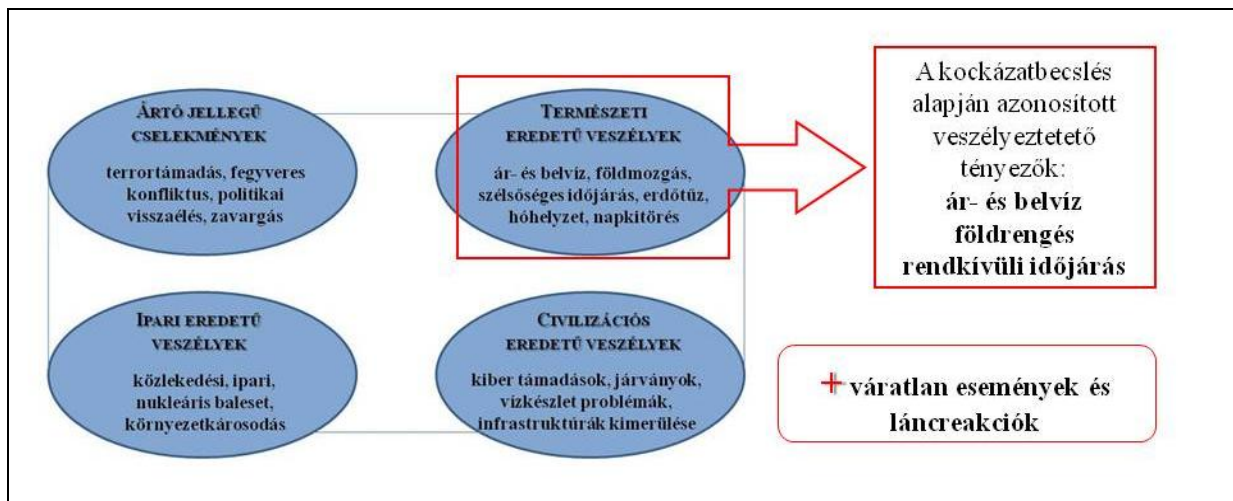 ÁRTÓ JELLEGŰ
CSELEKMÉNYEK
terrortámadás, fegyveres
konfliktus, politikai
visszaélés, zavargás
TERMÉSZETI
EREDETŰ VESZÉLYEK
ár- és belvíz, földmozgás,
szélsőséges időjárás, erdőtűz,
hóhelyzet, napkitörés
A kockázatbecslés
alapján azonosított
veszélyeztetető
tényezők:
ár- és belvíz
földrengés
rendkívüli időjárás
IPARI EREDETŰ
VESZÉLYEK
közlekedési, ipari,
nukleáris baleset,
környezetkárosodás
CIVILIZÁCIÓS
EREDETŰ VESZÉLYEK
kiber támadások, járványok,
vízkészlet problémák,
infrastruktúrák kimerülése
+ váratlan események és
láncreakciók